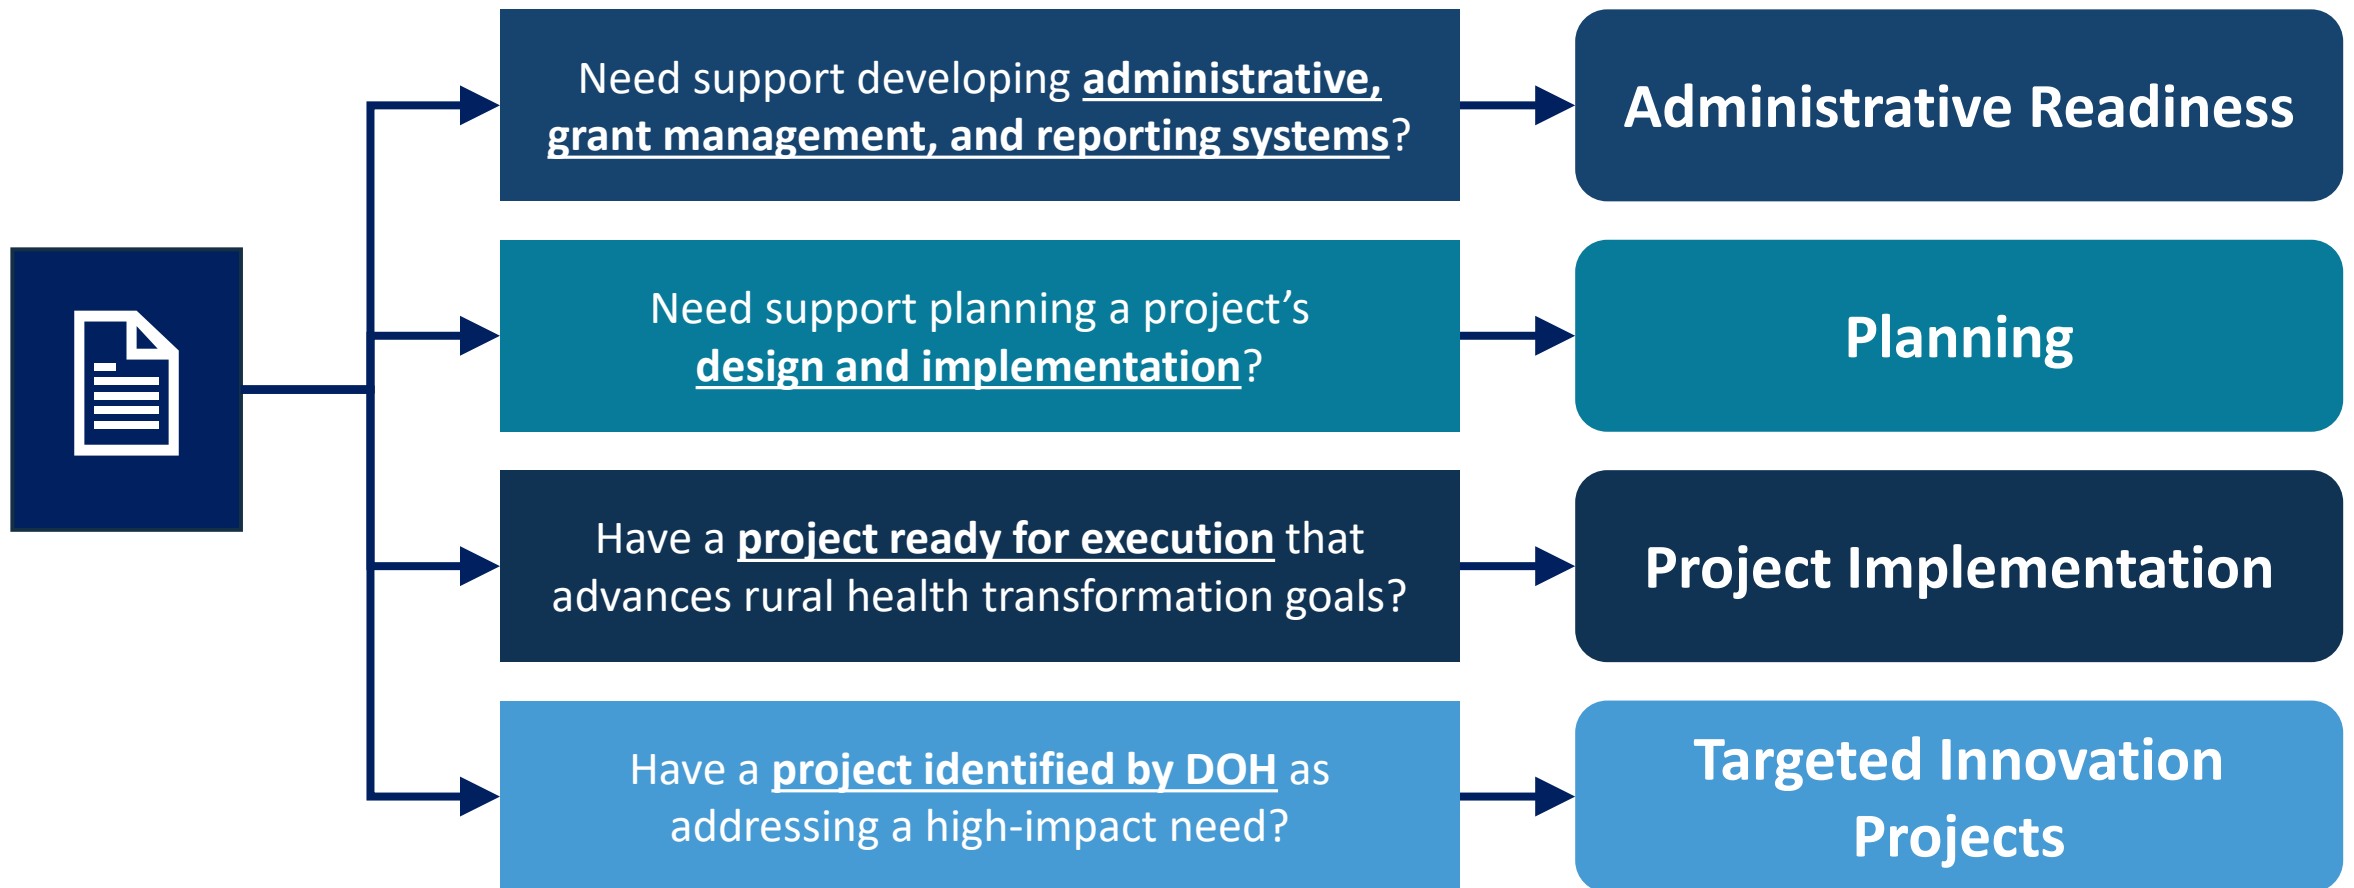 Need support developing administrative,
grant management, and reporting systems?
Administrative Readiness
Need support planning a project’s
design and implementation?
Planning
Have a project ready for execution that
advances rural health transformation goals?
Project Implementation
Have a project identified by DOH as
addressing a high-impact need?
Targeted Innovation
Projects